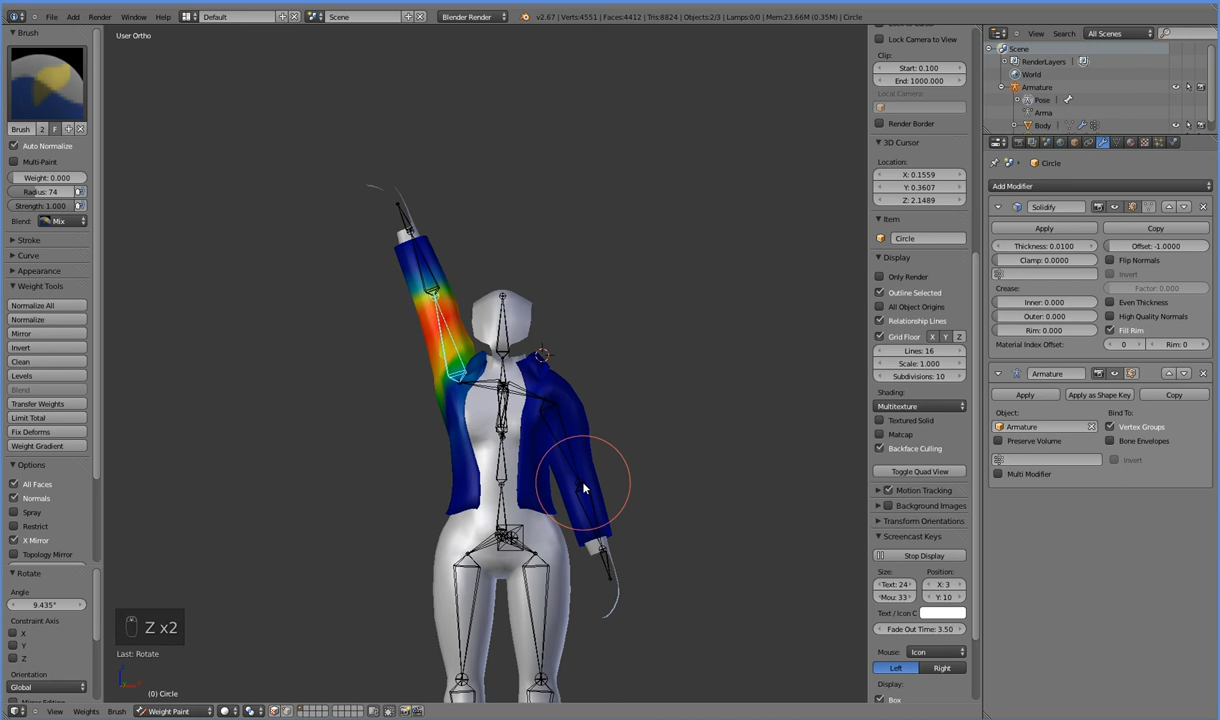 File Add Render Window Help Default Scene Blender Render v2.67 | Verts:4551 | Faces:4412 | Tris:8824 | Objects:2/3 | Lamps:0/0 | Mem:23.66M (0.35M) | Circle
Brush
Brush 2 F
Auto Normalize
Multi-Paint
Weight: 0.000
Radius: 74
Strength: 1.000
Blend: Mix
Stroke
Curve
Appearance
Weight Tools
Normalize All
Normalize
Mirror
Invert
Clean
Levels
Blend
Transfer Weights
Limit Total
Fix Deforms
Weight Gradient
Options
All Faces
Normals
Spray
Restrict
X Mirror
Topology Mirror
Rotate
Angle
9.435°
Constraint Axis
X
Y
Z
Orientation
Global
User Ortho
Z x2
Last: Rotate
(0) Circle
View Weights Brush Weight Paint
Lock Camera to View
Clip:
Start: 0.100
End: 1000.000
Local Camera:
Render Border
3D Cursor
Location:
X: 0.1559
Y: 0.3607
Z: 2.1489
Item
Circle
Display
Only Render
Outline Selected
All Object Origins
Relationship Lines
Grid Floor X Y Z
Lines: 16
Scale: 1.000
Subdivisions: 10
Shading:
Multitexture
Textured Solid
Matcap
Backface Culling
Toggle Quad View
Motion Tracking
Background Images
Transform Orientations
Screencast Keys
Stop Display
Size: Position:
Text: 24 X: 3
Mou: 33 Y: 10
Text / Icon C
Fade Out Time: 3.50
Mouse: Icon
Left Right
Display:
Box
View Search All Scenes
Scene
RenderLayers
World
Armature
Pose
Arma
Body
Circle
Add Modifier
Solidify
Apply Copy
Thickness: 0.0100 Offset: -1.0000
Clamp: 0.0000 Flip Normals
Invert
Crease: Factor: 0.000
Inner: 0.000 Even Thickness
Outer: 0.000 High Quality Normals
Rim: 0.000 Fill Rim
Material Index Offset: 0 Rim: 0
Armature
Apply Apply as Shape Key Copy
Object: Bind To:
Armature Vertex Groups
Preserve Volume Bone Envelopes
Invert
Multi Modifier